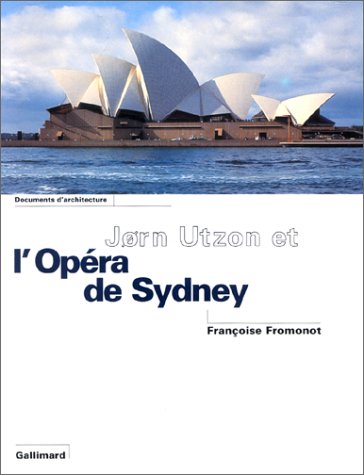 Documents d'architecture
Jørn Utzon et
l'Opéra
de Sydney
Françoise Fromonot
Gallimard